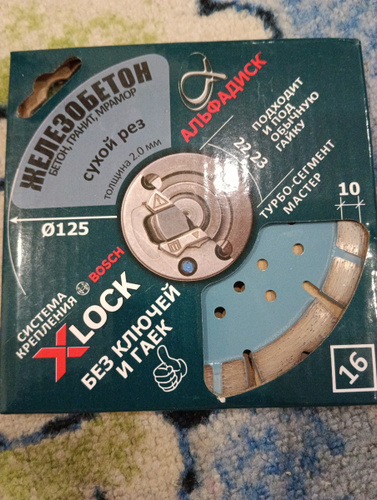 ЖЕЛЕЗОБЕТОН
БЕТОН, ГРАНИТ, МРАМОР
сухой рез
толщина 2.0 мм
АЛЬФАДИСК™
ПОДХОДИТ
И ПОД
ОБЫЧНУЮ
ГАЙКУ
22,23
ТУРБО-СЕГМЕНТ
МАСТЕР
10
Ø125
СИСТЕМА
КРЕПЛЕНИЯ BOSCH
X LOCK
БЕЗ КЛЮЧЕЙ
И ГАЕК
16